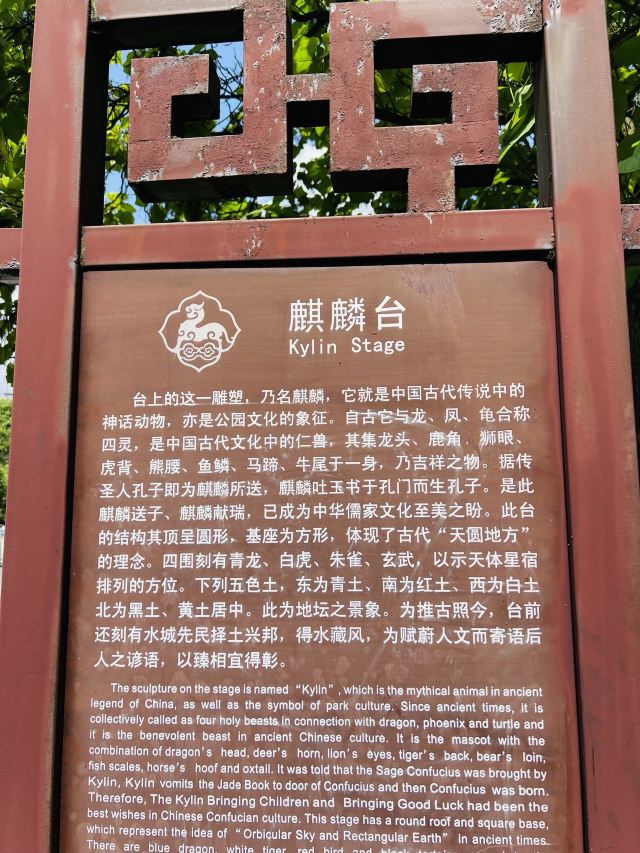 麒麟台
Kylin Stage
台上的这一雕塑，乃名麒麟，它就是中国古代传说中的
神话动物，亦是公园文化的象征。自古它与龙、凤、龟合称
四灵，是中国古代文化中的仁兽，其集龙头、鹿角、狮眼、
虎背、熊腰、鱼鳞、马蹄、牛尾于一身，乃吉祥之物。据传
圣人孔子即为麒麟所送，麒麟吐玉书于孔门而生孔子。是此
麒麟送子、麒麟献瑞，已成为中华儒家文化至美之盼。此台
的结构其顶呈圆形，基座为方形，体现了古代“天圆地方”
的理念。四围刻有青龙、白虎、朱雀、玄武，以示天体星宿
排列的方位。下列五色土，东为青土、南为红土、西为白土
北为黑土、黄土居中。此为地坛之景象。为推古照今，台前
还刻有水城先民择土兴邦，得水藏风，为赋蔚人文而寄语后
人之谚语，以臻相宜得彰。
The sculpture on the stage is named “Kylin”, which is the mythical animal in ancient
legend of China, as well as the symbol of park culture. Since ancient times, it is
collectively called as four holy beasts in connection with dragon, phoenix and turtle and
it is the benevolent beast in ancient Chinese culture. It is the mascot with the
combination of dragon's head, deer's horn, lion's eyes, tiger's back, bear's loin,
fish scales, horse's hoof and oxtail. It was told that the Sage Confucius was brought by
Kylin, Kylin vomits the Jade Book to door of Confucius and then Confucius was born.
Therefore, The Kylin Bringing Children and Bringing Good Luck had been the
best wishes in Chinese Confucian culture. This stage has a round roof and square base,
which represent the idea of “Orbicular Sky and Rectangular Earth” in ancient times.
There are blue dragon, white tiger, red bird and black